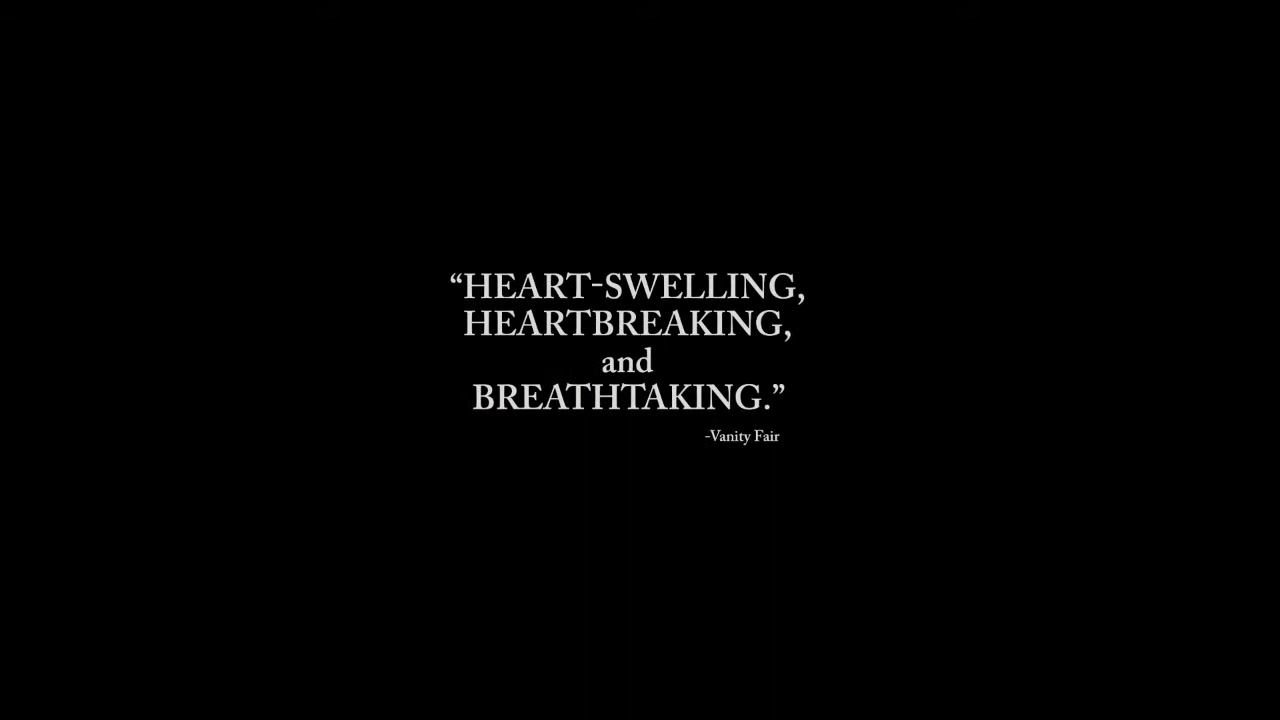 “HEART-SWELLING,
HEARTBREAKING,
and
BREATHTAKING.”
-Vanity Fair